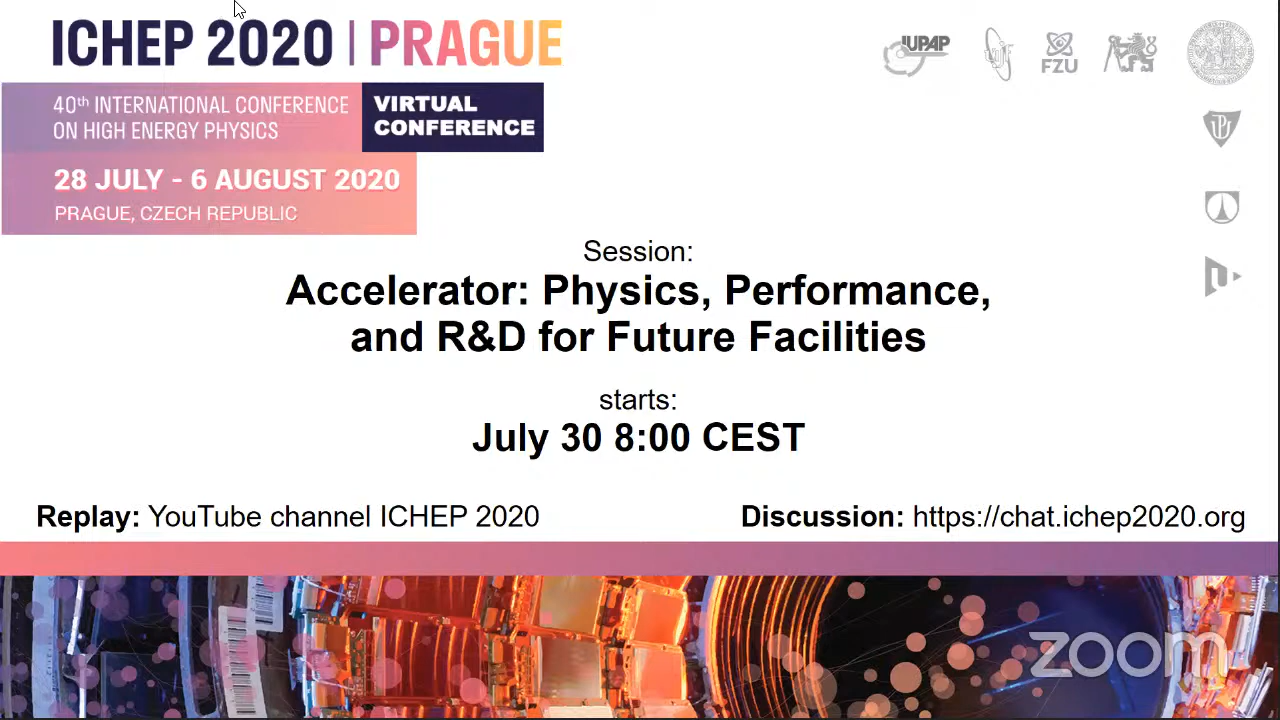 ICHEP 2020 | PRAGUE
40th INTERNATIONAL CONFERENCE
ON HIGH ENERGY PHYSICS
VIRTUAL
CONFERENCE
28 JULY - 6 AUGUST 2020
PRAGUE, CZECH REPUBLIC
IUPAP
FZU
Session:
Accelerator: Physics, Performance,
and R&D for Future Facilities
starts:
July 30 8:00 CEST
Replay: YouTube channel ICHEP 2020
Discussion: https://chat.ichep2020.org
zoom